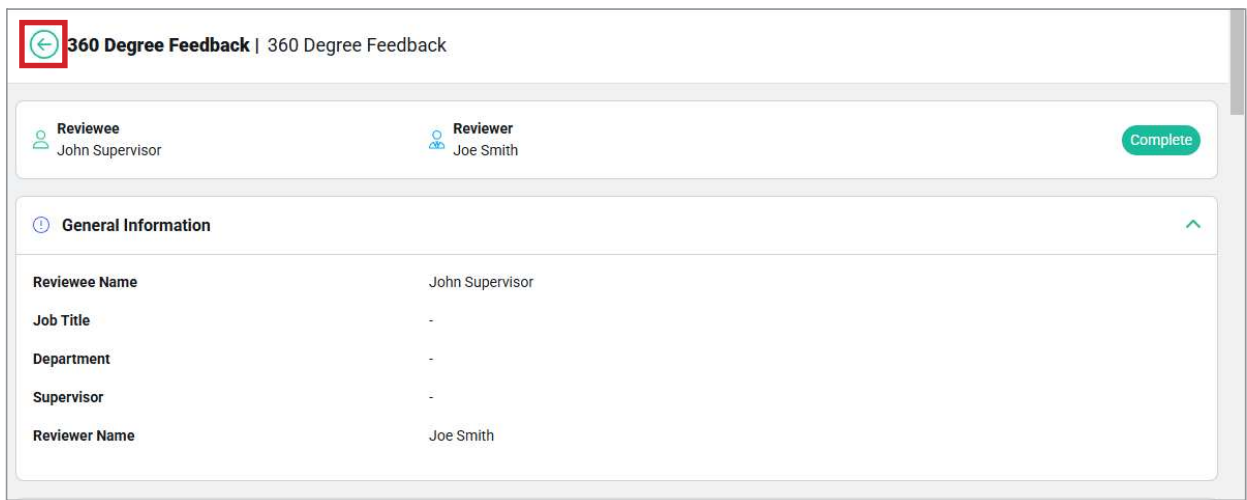 360 Degree Feedback | 360 Degree Feedback
Reviewee
John Supervisor
Reviewer
Joe Smith
Complete
General Information
Reviewee Name John Supervisor
Job Title -
Department -
Supervisor -
Reviewer Name Joe Smith